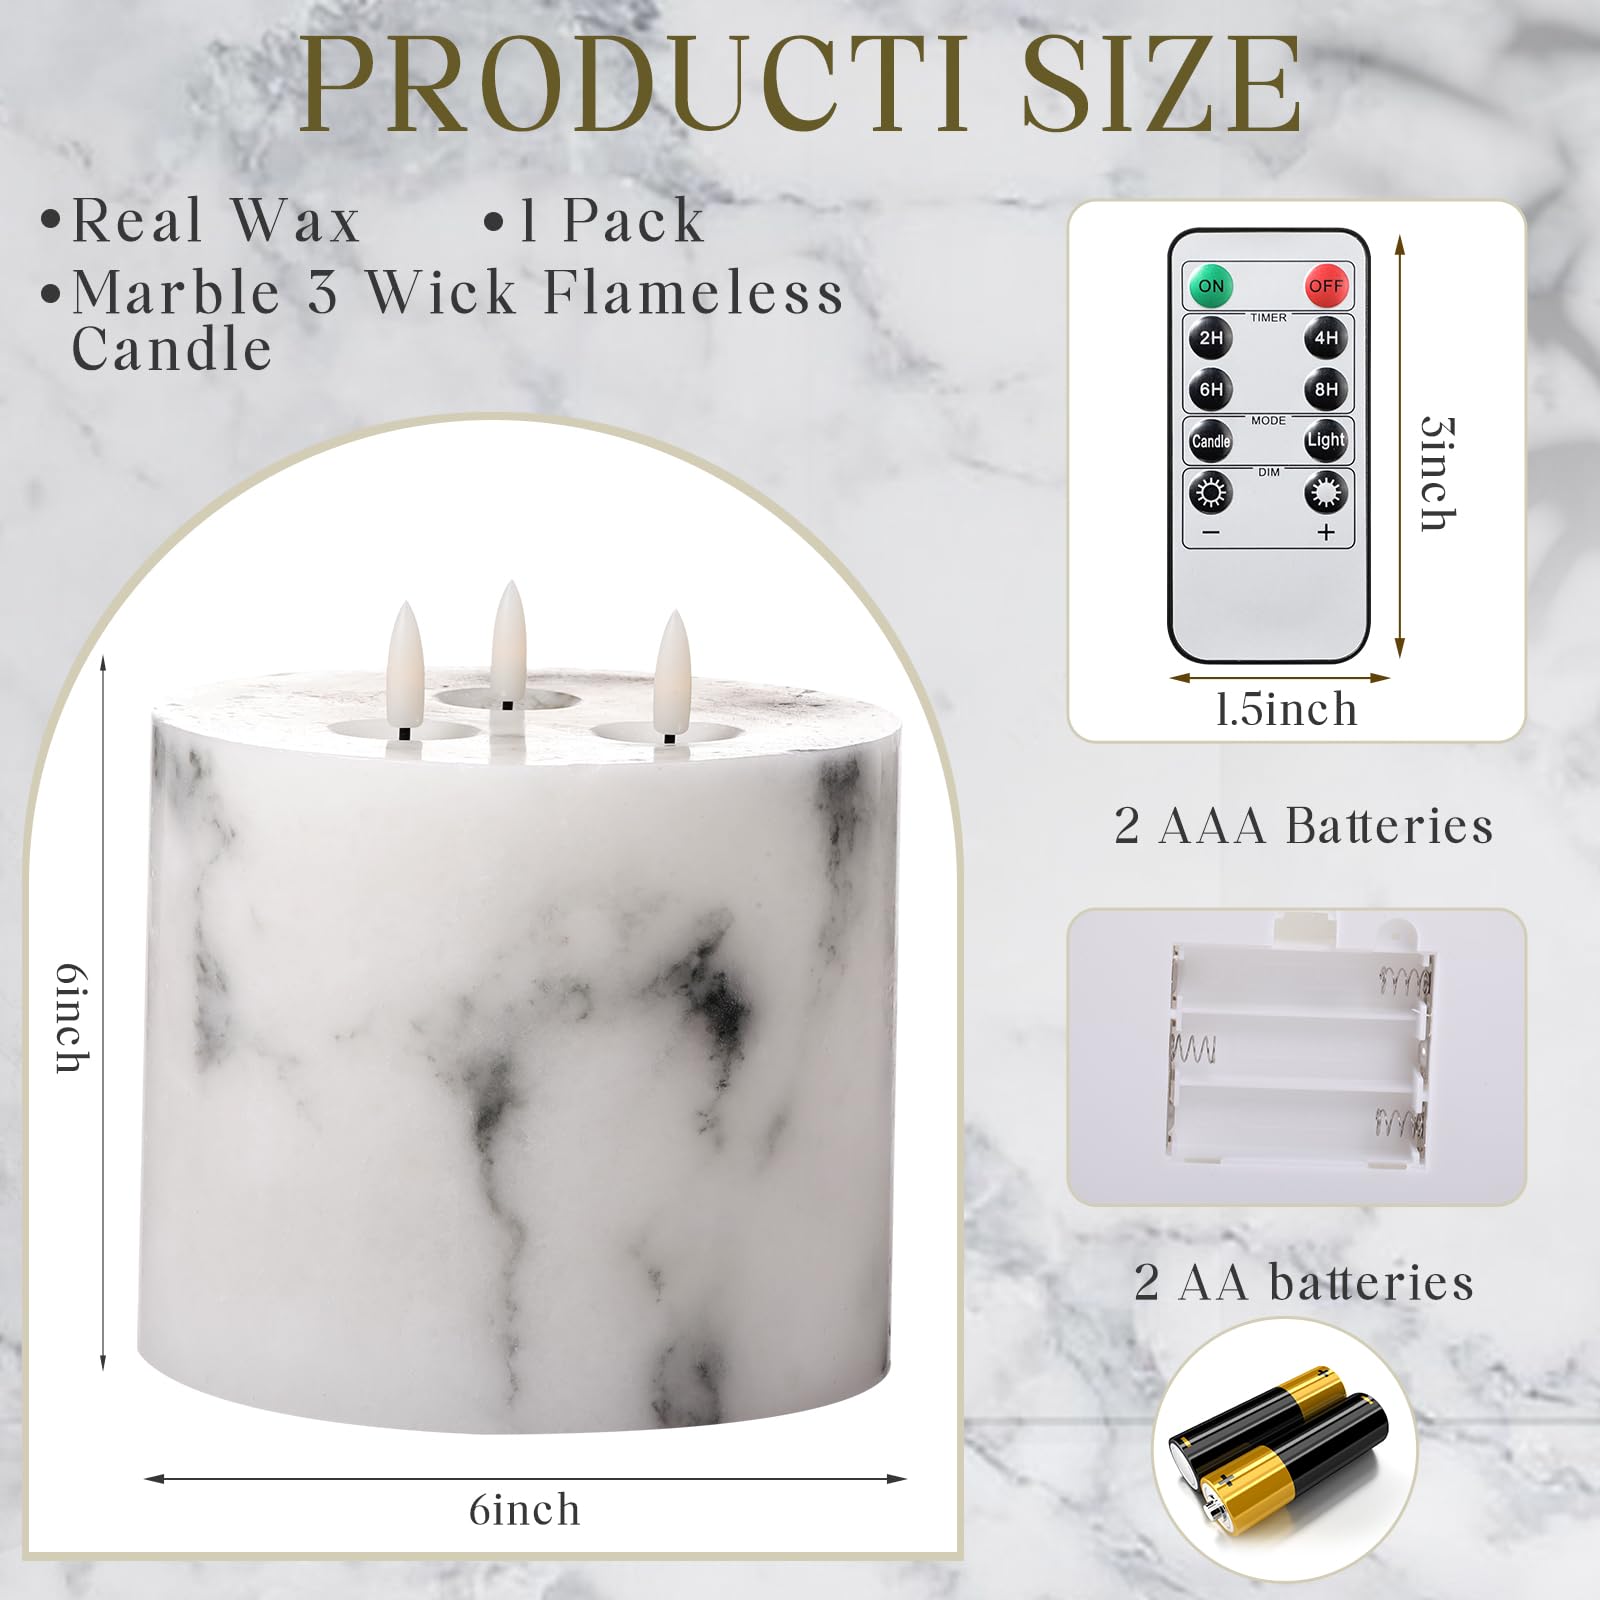 PRODUCTI SIZE
•Real Wax •1 Pack
•Marble 3 Wick Flameless
Candle
ON OFF
TIMER
2H 4H
6H 8H
MODE
Candle Light
DIM
− +
3inch
1.5inch
2 AAA Batteries
6inch
2 AA batteries
+ +
− −
+
6inch